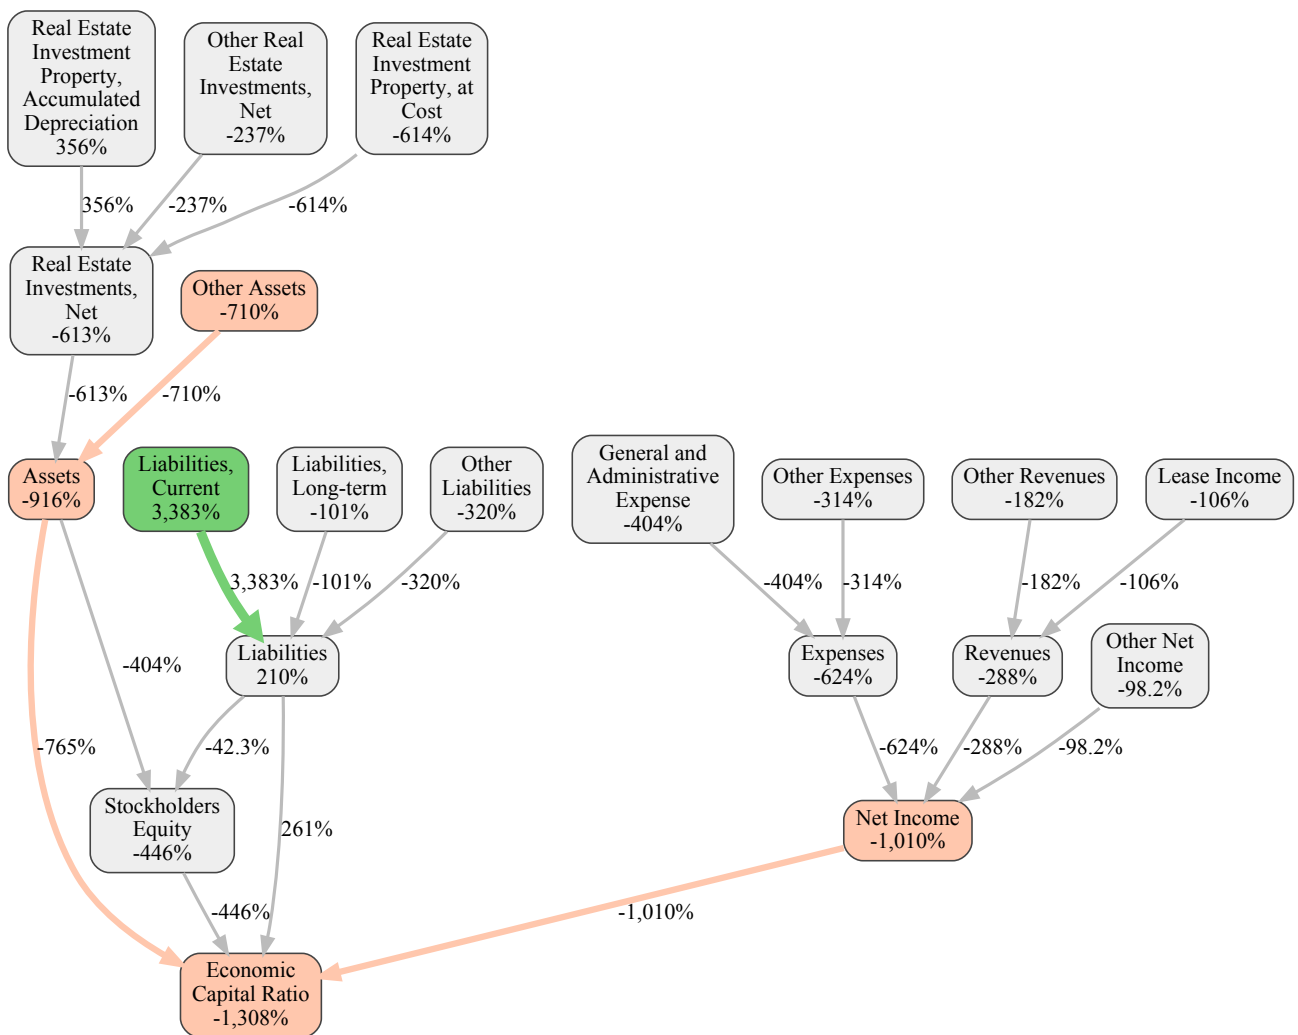 Real Estate
Investment
Property,
Accumulated
Depreciation
356%
Other Real
Estate
Investments,
Net
-237%
Real Estate
Investment
Property, at
Cost
-614%
356%
-237%
-614%
Real Estate
Investments,
Net
-613%
Other Assets
-710%
-613%
-710%
Assets
-916%
Liabilities,
Current
3,383%
Liabilities,
Long-term
-101%
Other
Liabilities
-320%
General and
Administrative
Expense
-404%
Other Expenses
-314%
Other Revenues
-182%
Lease Income
-106%
3,383%
-101%
-320%
-404%
-314%
-182%
-106%
-404%
Liabilities
210%
Expenses
-624%
Revenues
-288%
Other Net
Income
-98.2%
-765%
-42.3%
-624%
-288%
-98.2%
Stockholders
Equity
-446%
261%
Net Income
-1,010%
-446%
-1,010%
Economic
Capital Ratio
-1,308%